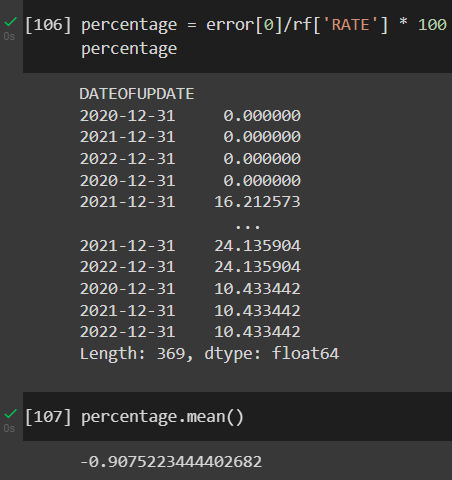 [106] percentage = error[0]/rf['RATE'] * 100
0s
percentage
DATEOFUPDATE
2020-12-31 0.000000
2021-12-31 0.000000
2022-12-31 0.000000
2020-12-31 0.000000
2021-12-31 16.212573
...
2021-12-31 24.135904
2022-12-31 24.135904
2020-12-31 10.433442
2021-12-31 10.433442
2022-12-31 10.433442
Length: 369, dtype: float64
[107] percentage.mean()
0s
-0.9075223444402682